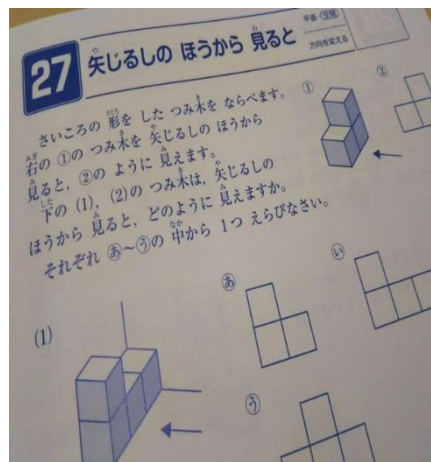 27
矢じるしの ほうから 見ると
方向を変える
さいころの 形を した つみ木を ならべます。
右の ①の つみ木を 矢じるしの ほうから
見ると，②の ように 見えます。
下の (1)，(2)の つみ木は，矢じるしの
ほうから 見ると，どのように 見えますか。
それぞれ あ～うの 中から 1つ えらびなさい。
①
②
(1)
あ
い
う